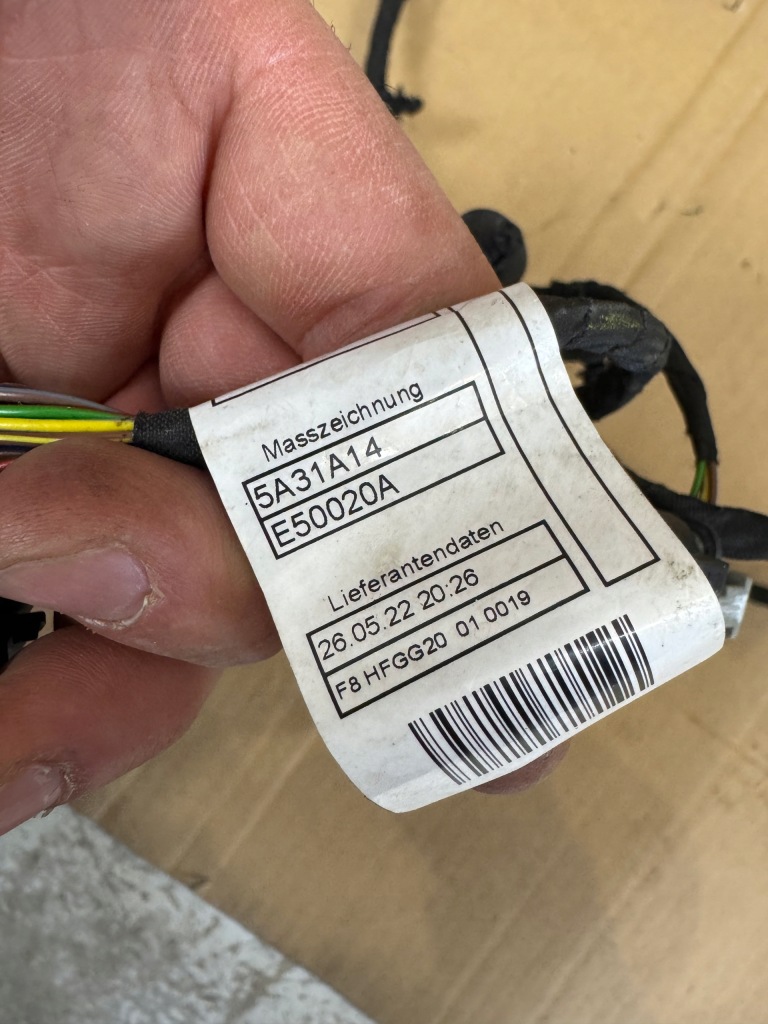 Masszeichnung
5A31A14
E50020A
Lieferantendaten
26.05.22 20:26
F8 HFGG20 01 0019